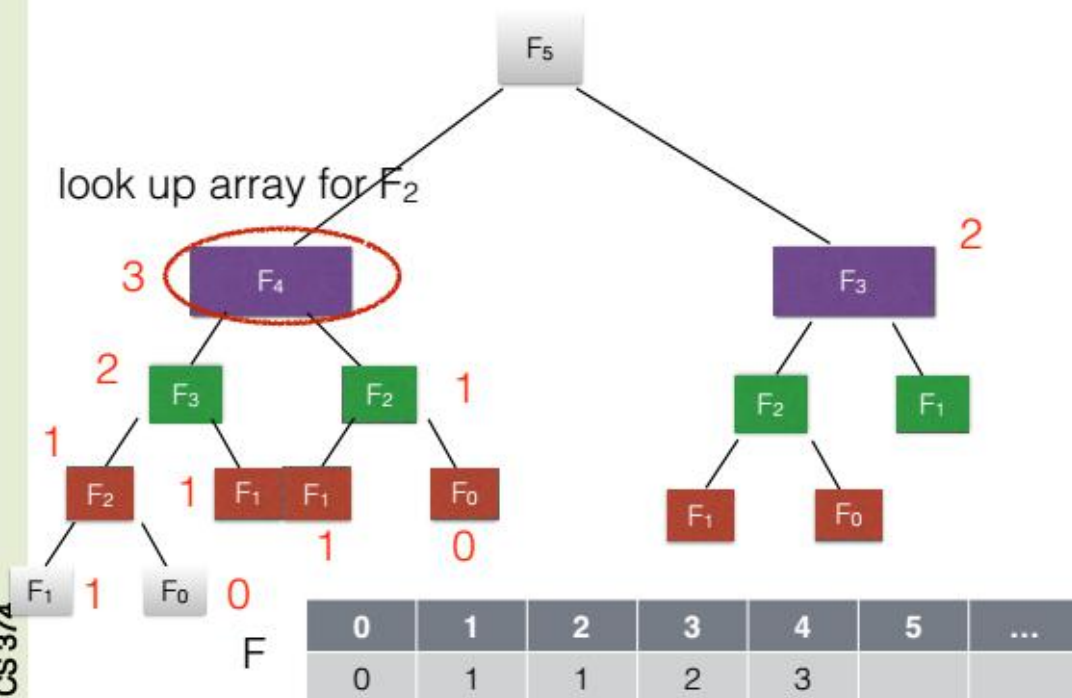 F₅
look up array for F₂
3 F₄ F₃ 2
2 F₃ F₂ 1 F₂ F₁
1 F₂ 1 F₁ F₁ F₀ F₁ F₀
1 0
F₁ 1 F₀ 0
CS 374
F
0 1 2 3 4 5 ...
0 1 1 2 3